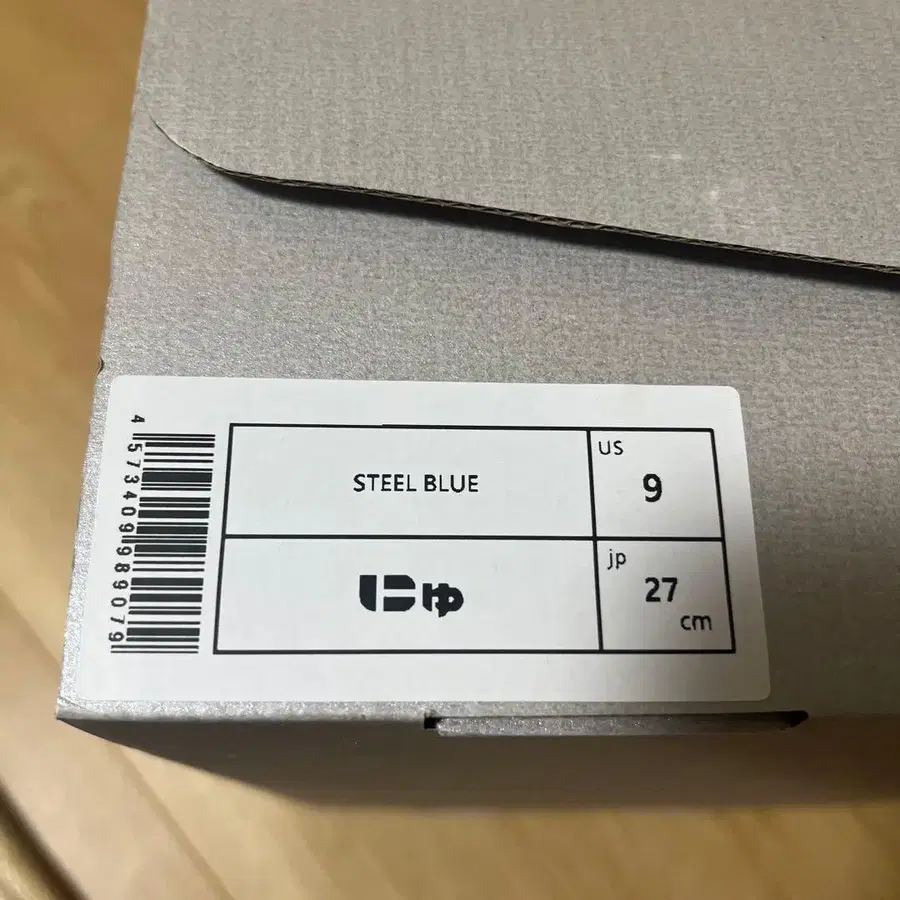 4573409989079
STEEL BLUE
US
9
にゅ
jp
27
cm